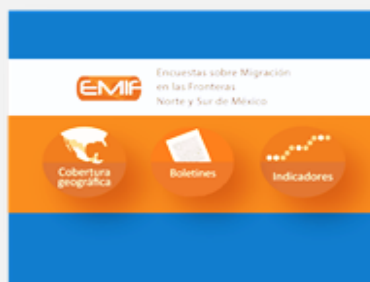 EMIF
Encuestas sobre Migración
en las Fronteras
Norte y Sur de México
Cobertura
geográfica
Boletines
Indicadores